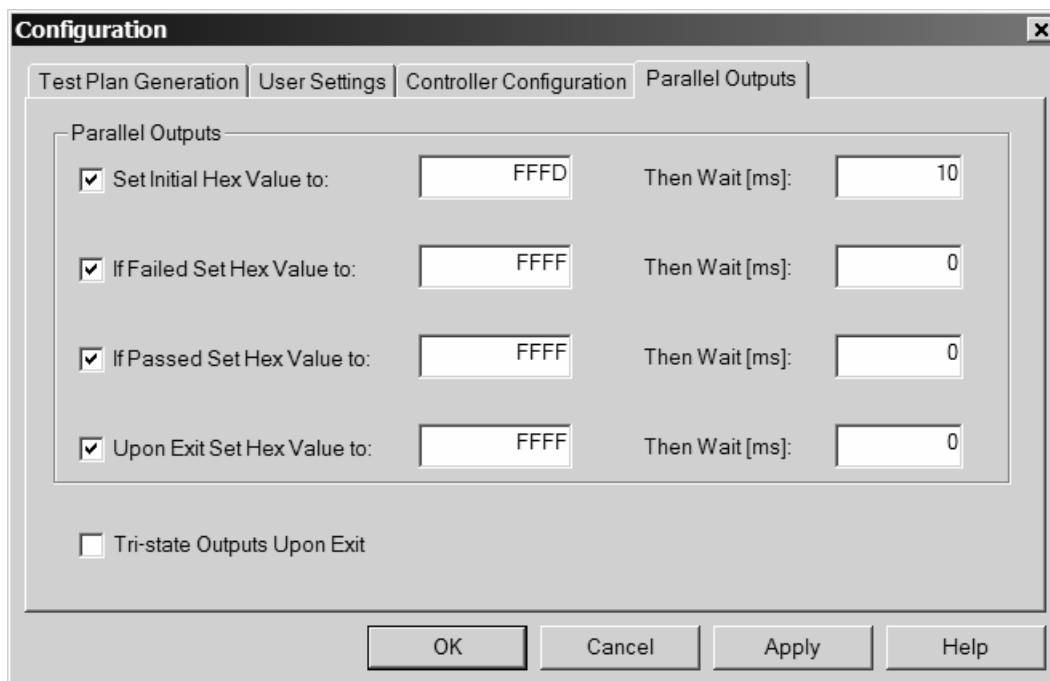 Configuration
Test Plan Generation User Settings Controller Configuration Parallel Outputs
Parallel Outputs
Set Initial Hex Value to: FFFD Then Wait [ms]: 10
If Failed Set Hex Value to: FFFF Then Wait [ms]: 0
If Passed Set Hex Value to: FFFF Then Wait [ms]: 0
Upon Exit Set Hex Value to: FFFF Then Wait [ms]: 0
Tri-state Outputs Upon Exit
OK Cancel Apply Help